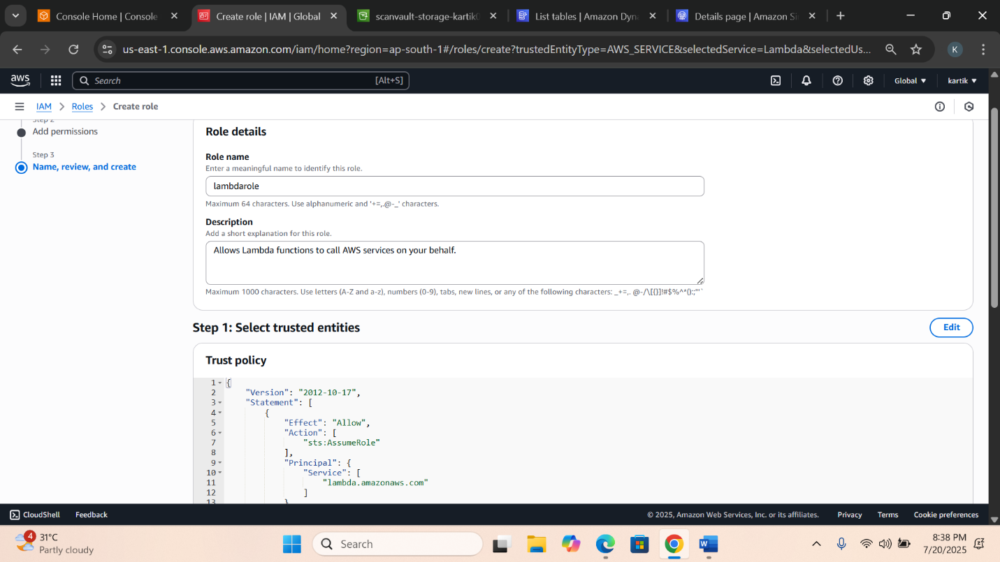 Console Home | Console
Create role | IAM | Global
scanvault-storage-kartik
List tables | Amazon Dyn
Details page | Amazon Si
us-east-1.console.aws.amazon.com/iam/home?region=ap-south-1#/roles/create?trustedEntityType=AWS_SERVICE&selectedService=Lambda&selectedUs...
K
aws
Search
[Alt+S]
Global
kartik
IAM
Roles
Create role
Step 2
Add permissions
Step 3
Name, review, and create
Role details
Role name
Enter a meaningful name to identify this role.
lambdarole
Maximum 64 characters. Use alphanumeric and '+=,.@-_' characters.
Description
Add a short explanation for this role.
Allows Lambda functions to call AWS services on your behalf.
Maximum 1000 characters. Use letters (A-Z and a-z), numbers (0-9), tabs, new lines, or any of the following characters: _+=,. @-/\[{}]!#$%^*();:"'`
Step 1: Select trusted entities
Edit
Trust policy
1 {
2 "Version": "2012-10-17",
3 "Statement": [
4 {
5 "Effect": "Allow",
6 "Action": [
7 "sts:AssumeRole"
8 ],
9 "Principal": {
10 "Service": [
11 "lambda.amazonaws.com"
12 ]
13 }
CloudShell
Feedback
© 2025, Amazon Web Services, Inc. or its affiliates.
Privacy
Terms
Cookie preferences
4
31°C
Partly cloudy
Search
W
8:38 PM
7/20/2025